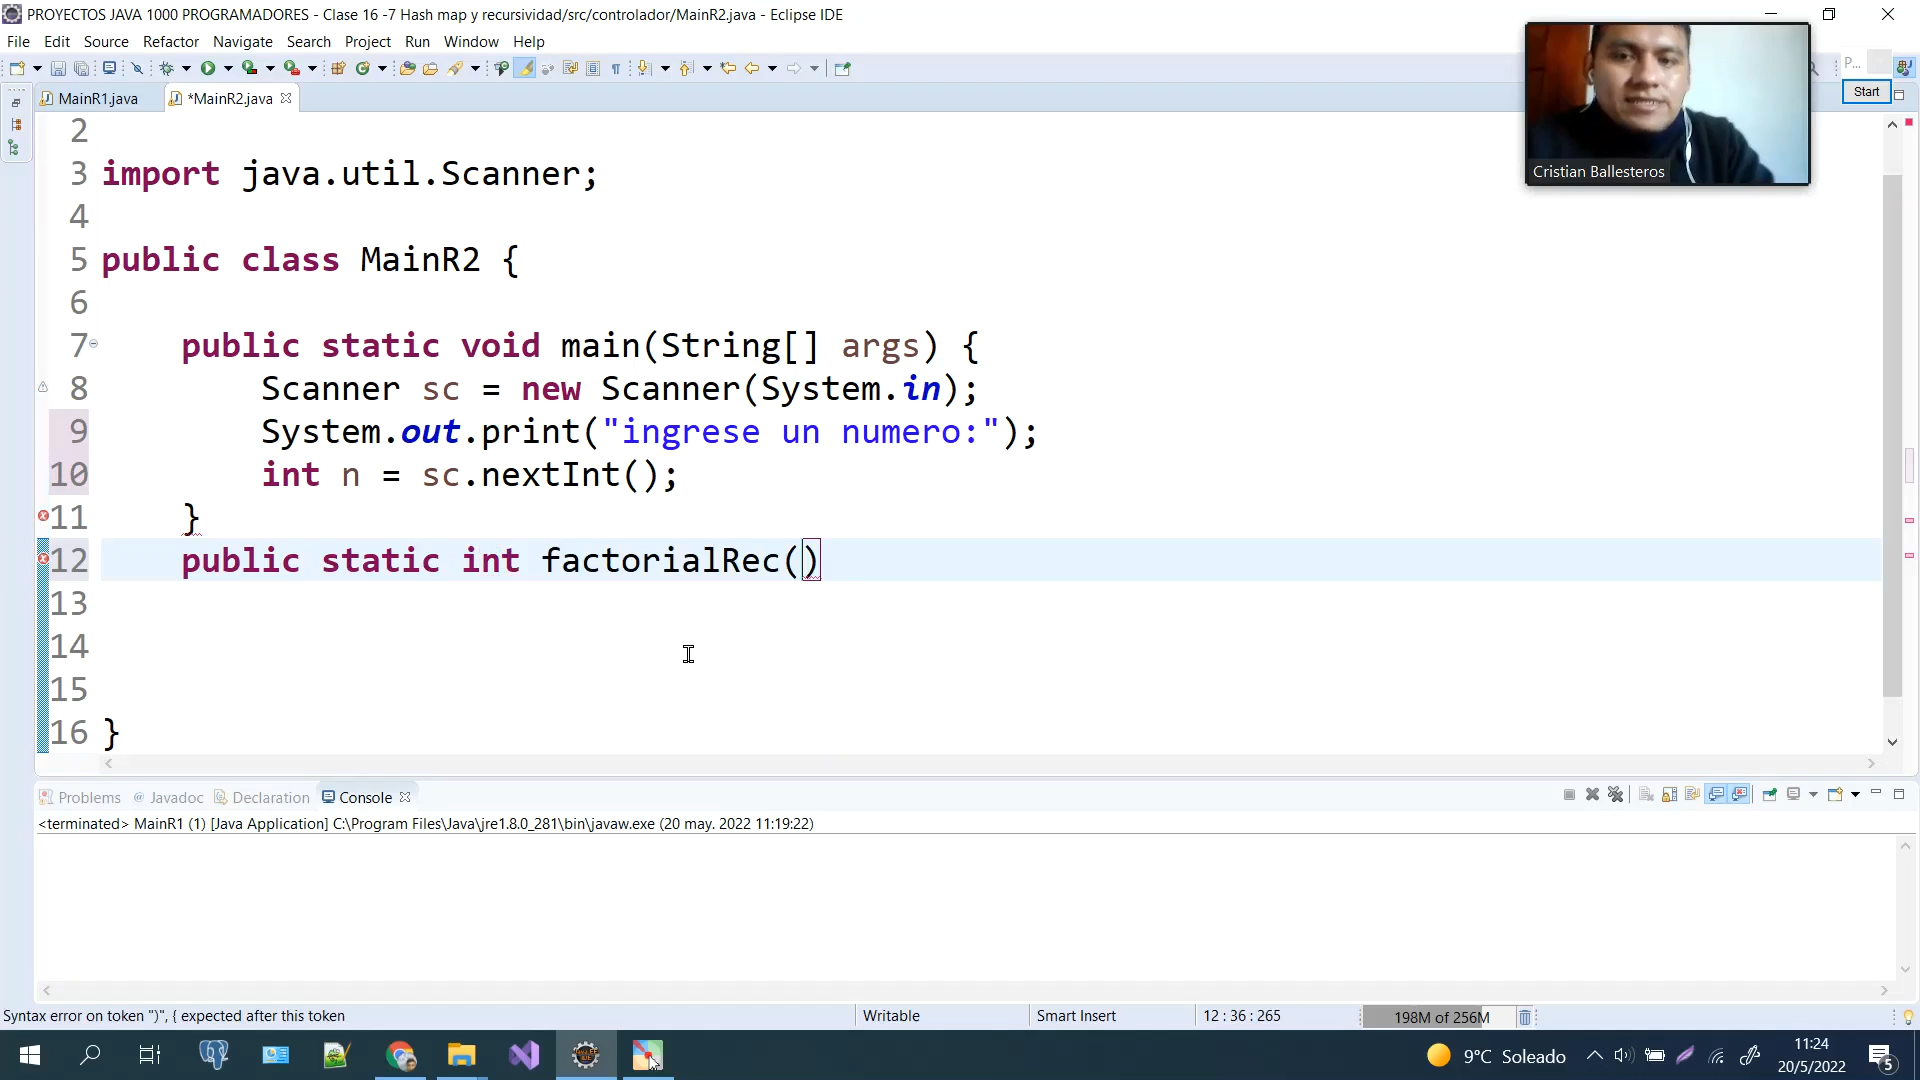 PROYECTOS JAVA 1000 PROGRAMADORES - Clase 16 -7 Hash map y recursividad/src/controlador/MainR2.java - Eclipse IDE
File Edit Source Refactor Navigate Search Project Run Window Help
P...
Start
MainR1.java *MainR2.java
Cristian Ballesteros
2
3 import java.util.Scanner;
4
5 public class MainR2 {
6
7 public static void main(String[] args) {
8 Scanner sc = new Scanner(System.in);
9 System.out.print("ingrese un numero:");
10 int n = sc.nextInt();
11 }
12 public static int factorialRec()
13
14
15
16 }
Problems @ Javadoc Declaration Console
<terminated> MainR1 (1) [Java Application] C:\Program Files\Java\jre1.8.0_281\bin\javaw.exe (20 may. 2022 11:19:22)
Syntax error on token ")", { expected after this token Writable Smart Insert 12 : 36 : 265 198M of 256M
9°C Soleado 11:24
20/5/2022 5